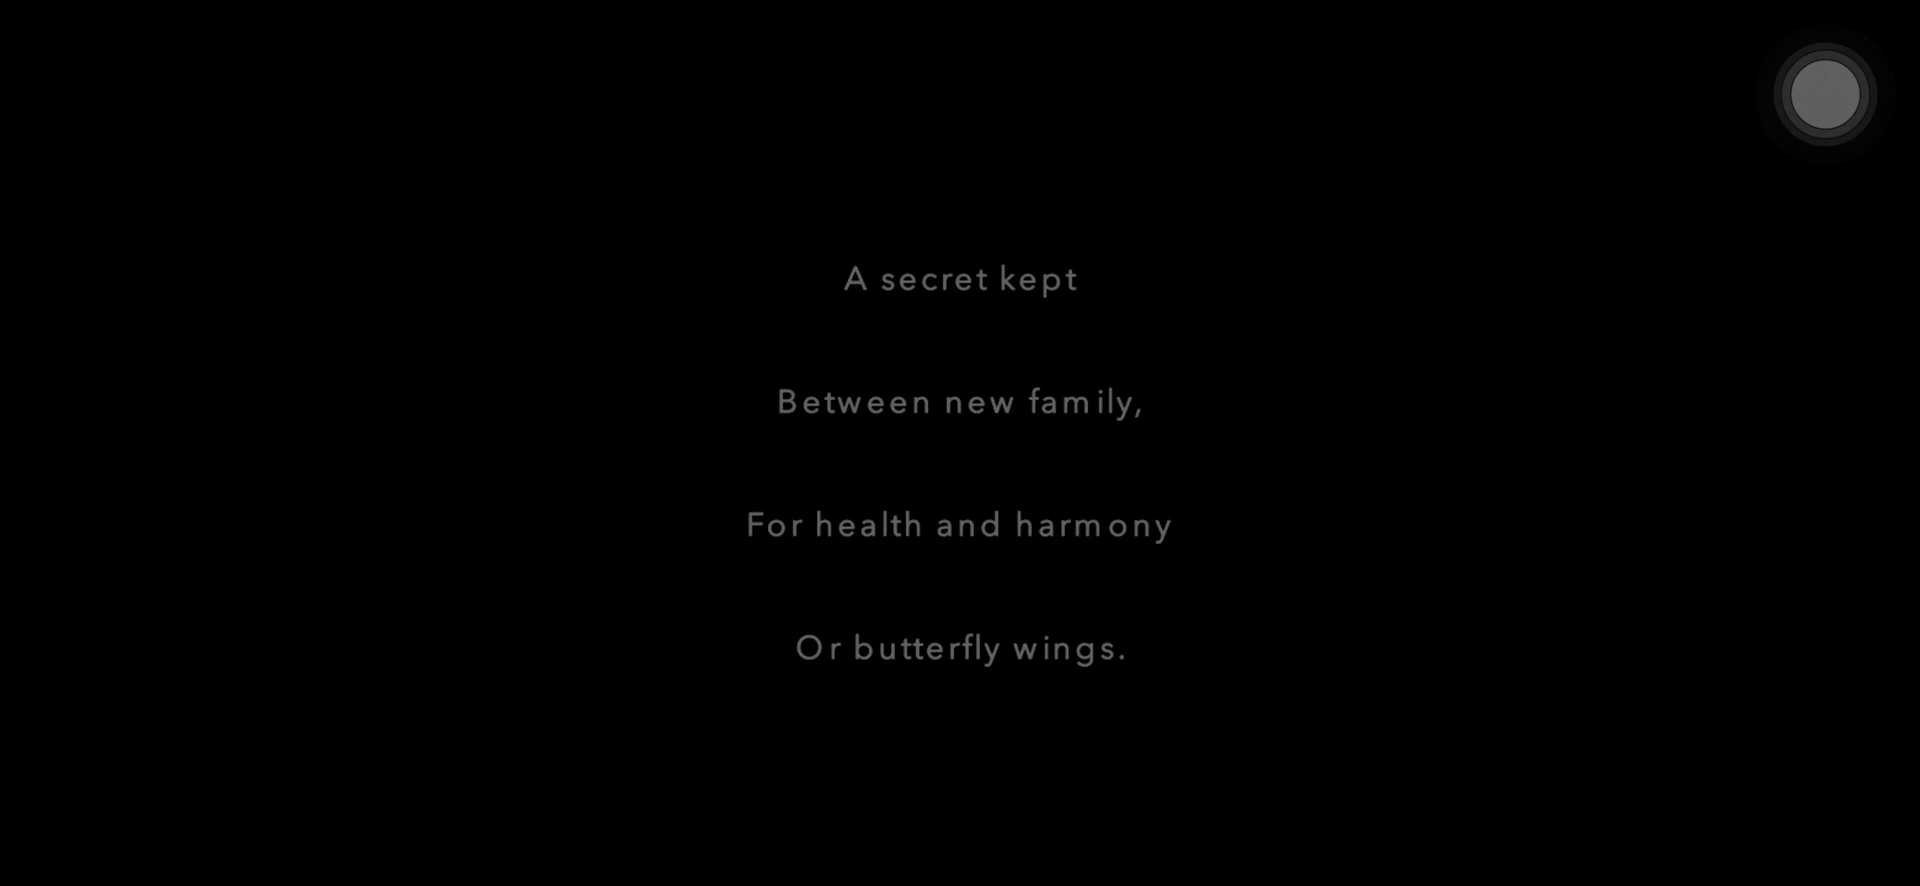 A secret kept
Between new family,
For health and harmony
Or butterfly wings.